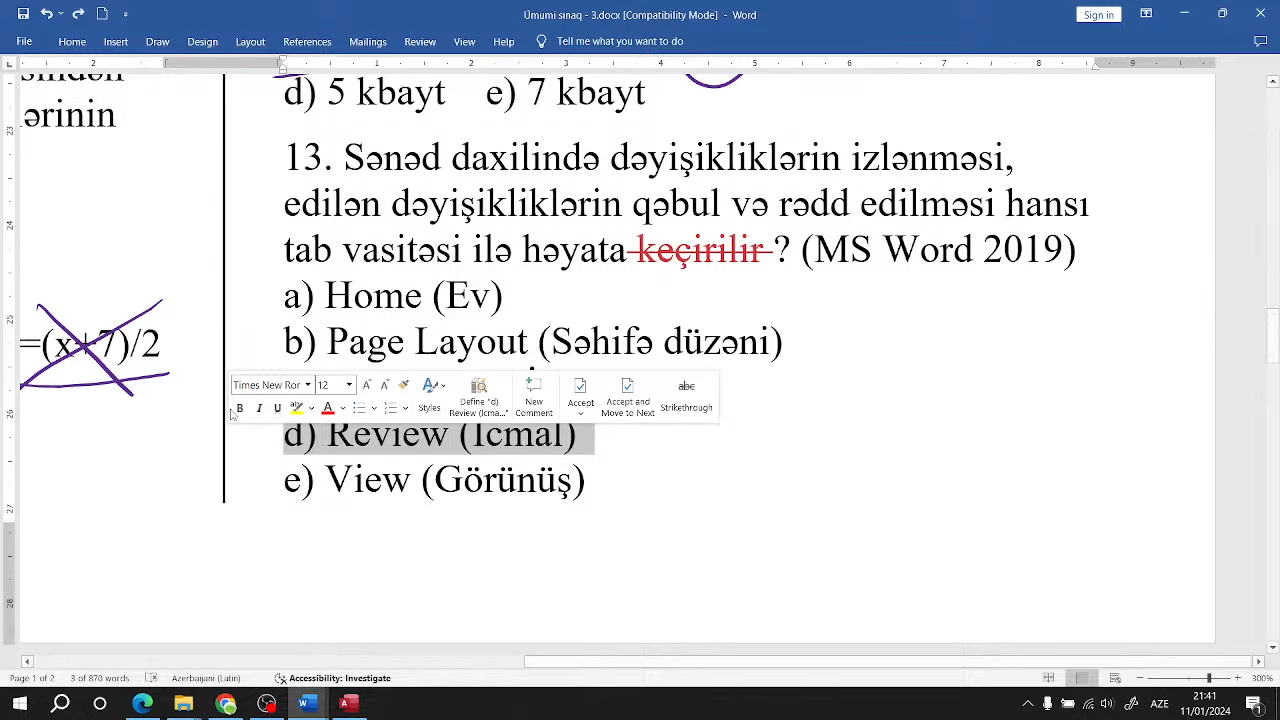 Ümumi sınaq - 3.docx [Compatibility Mode] - Word
Sign in
File Home Insert Draw Design Layout References Mailings Review View Help Tell me what you want to do
ərinin
=(x+7)/2
d) 5 kbayt e) 7 kbayt
13. Sənəd daxilində dəyişikliklərin izlənməsi,
edilən dəyişikliklərin qəbul və rədd edilməsi hansı
tab vasitəsi ilə həyata keçirilir ? (MS Word 2019)
a) Home (Ev)
b) Page Layout (Səhifə düzəni)
Times New Ror 12
Styles
Define "d)
Review (Icma..."
New
Comment
Accept
Accept and
Move to Next
abc
Strikethrough
d) Review (Icmal)
e) View (Görünüş)
Page 1 of 2 3 of 870 words Azerbaijani (Latin) Accessibility: Investigate 300%
AZE
21:41
11/01/2024